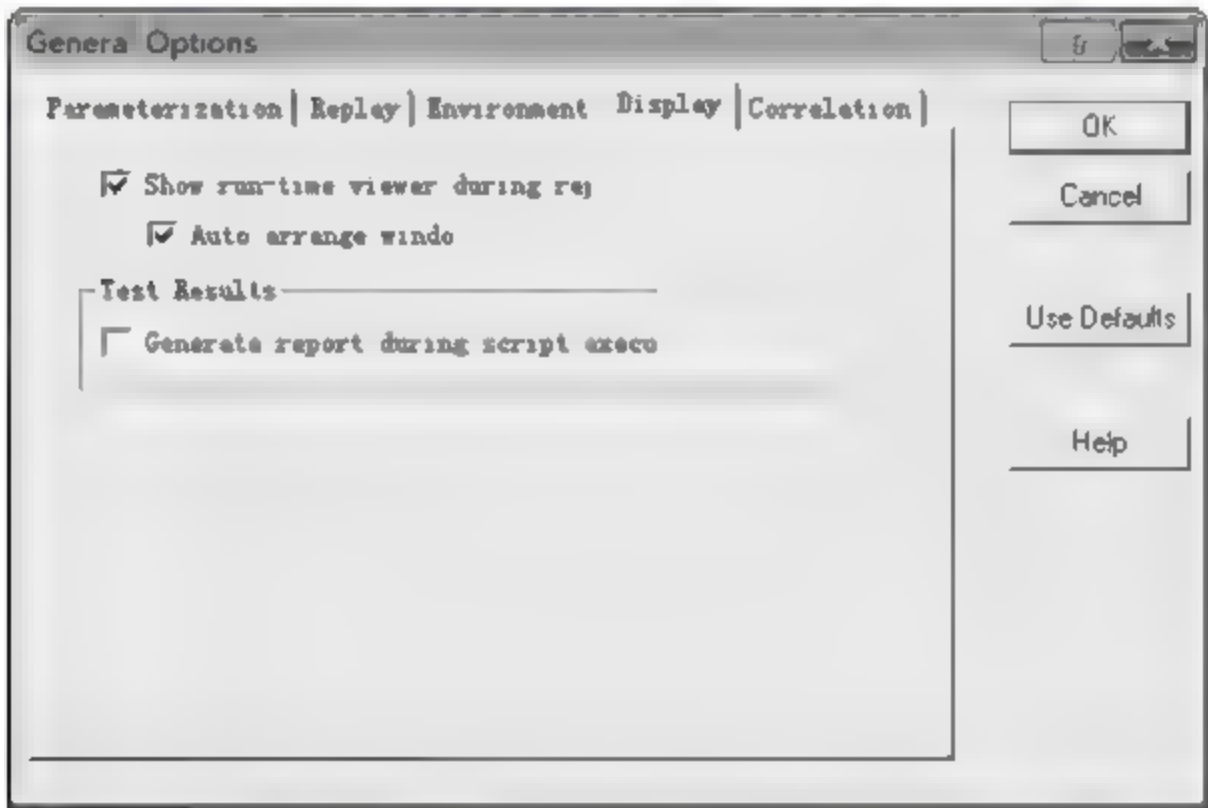 Genera Options
Parameterization Replay Environment Display Correlation
Show run-time viewer during rej
Auto arrange windo
Test Results
Generate report during script execu
OK
Cancel
Use Defaults
Help